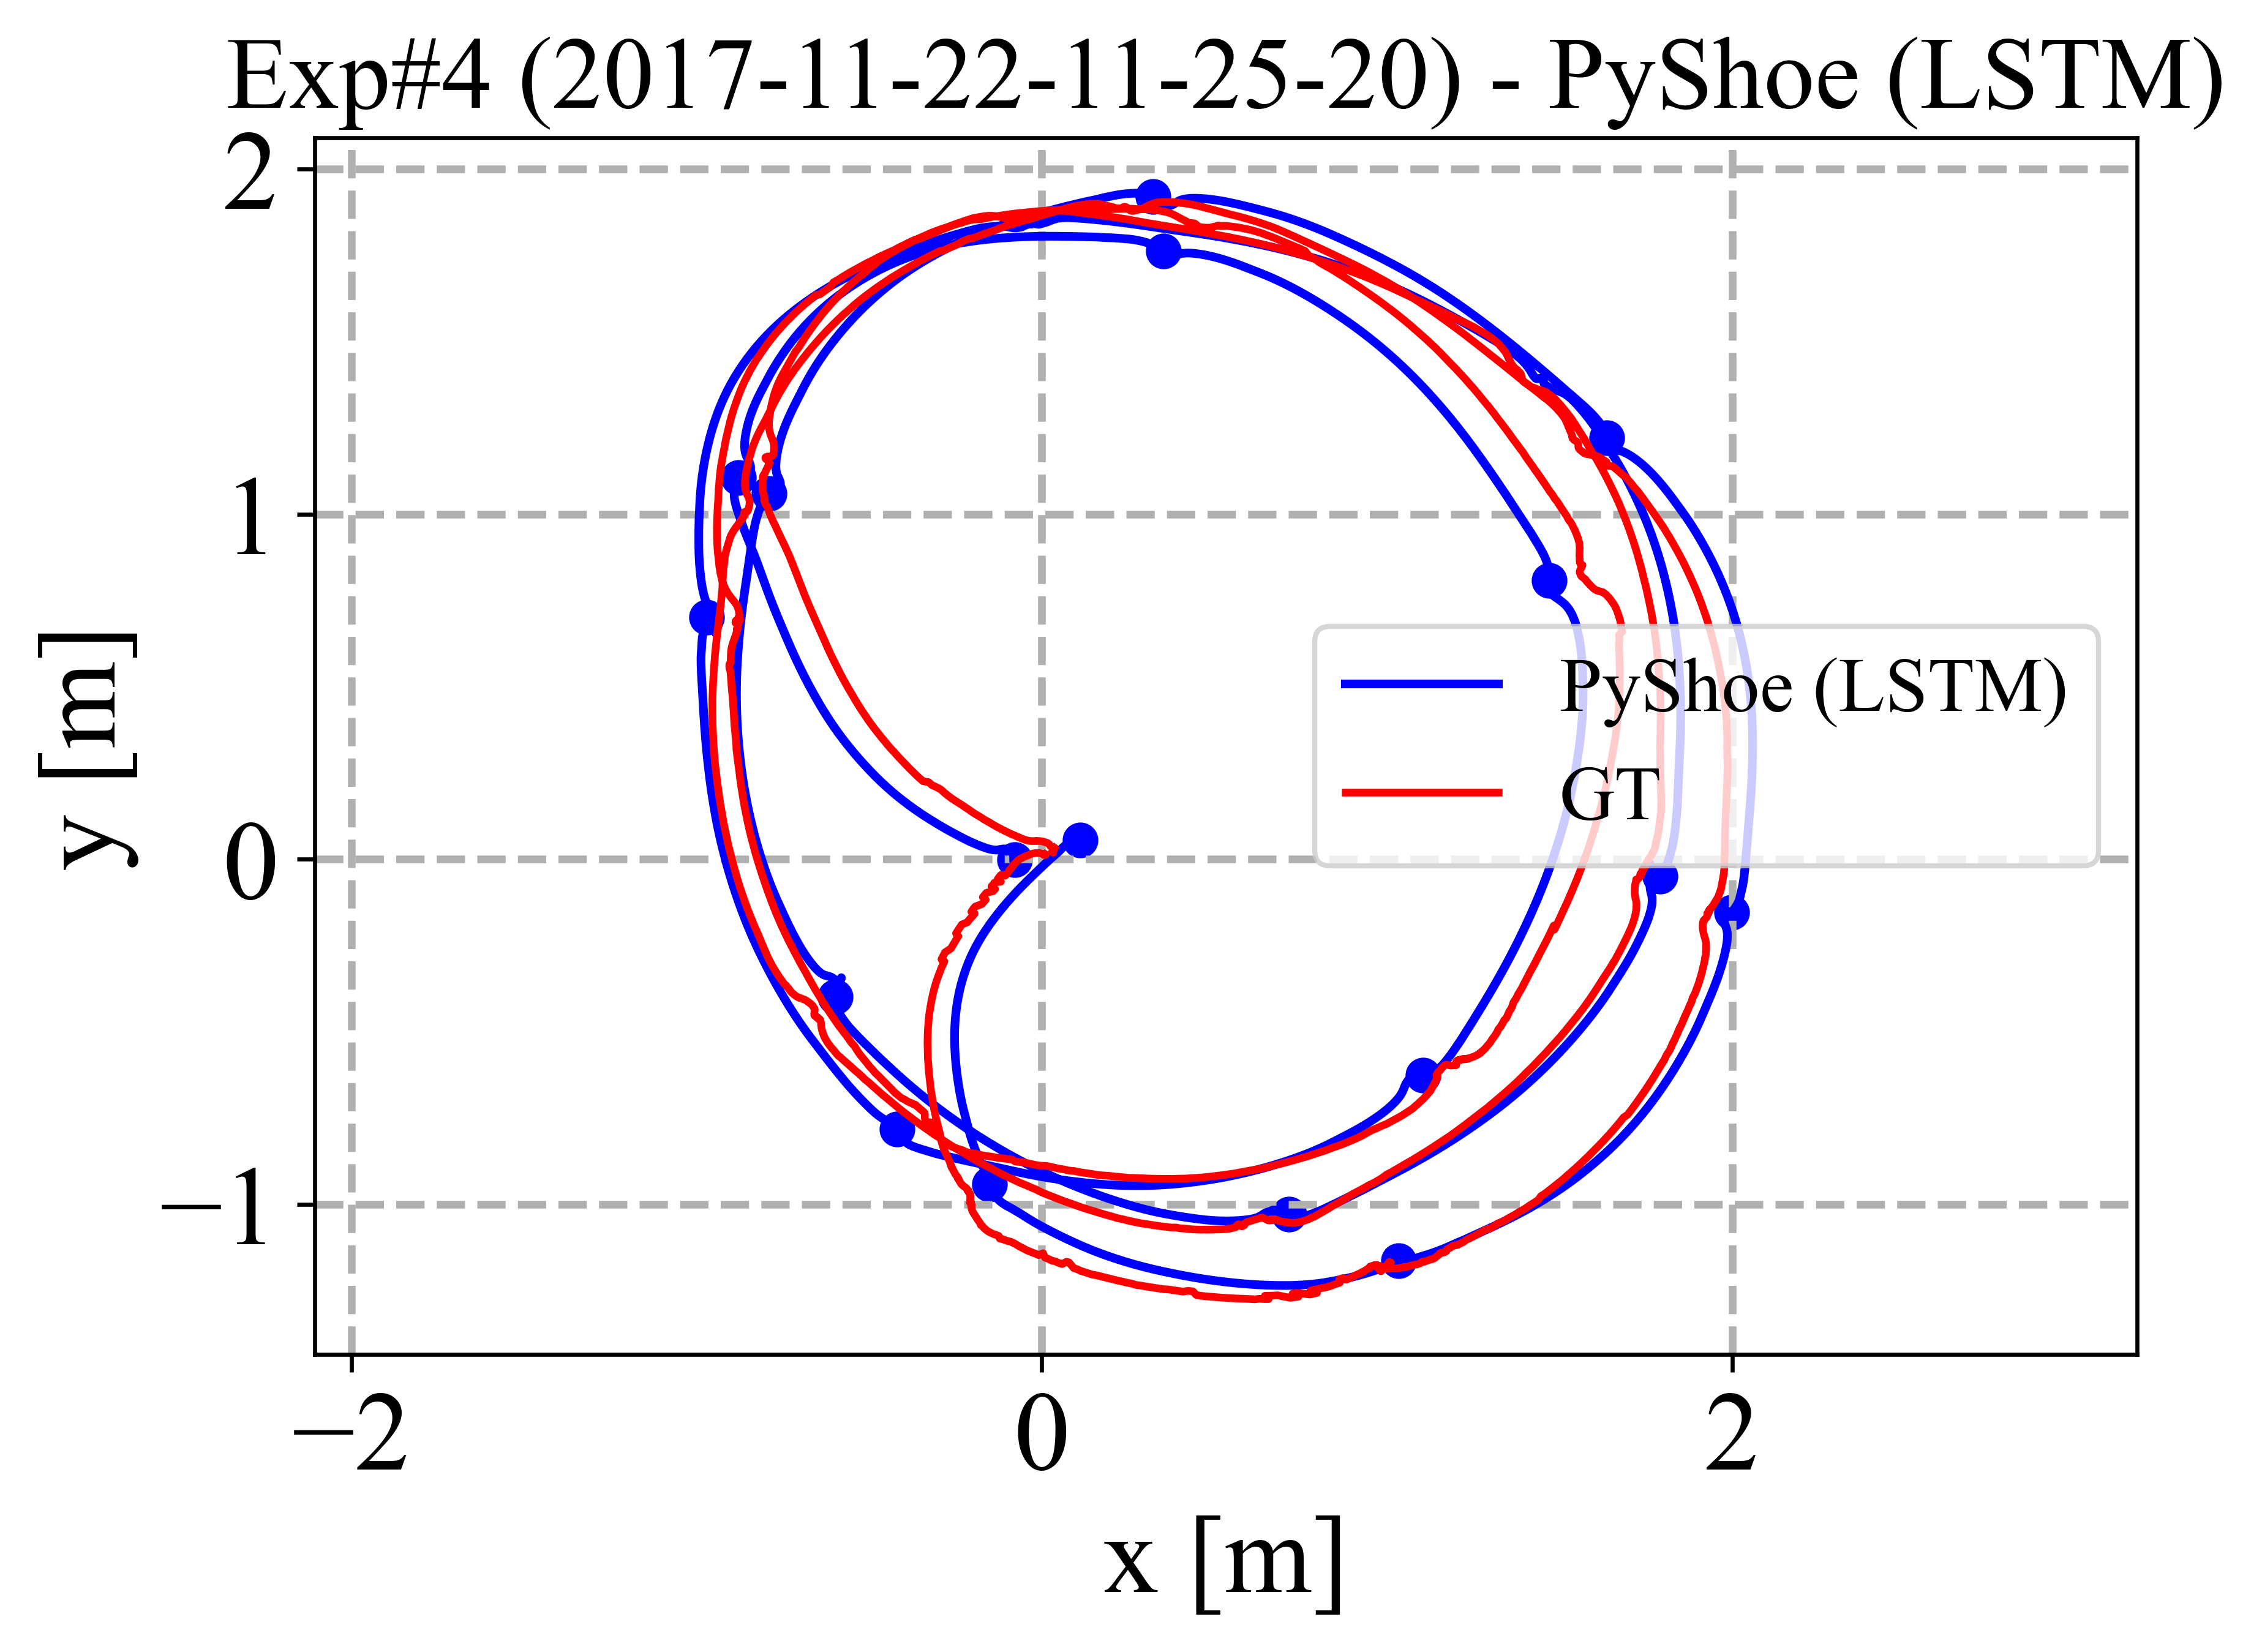 Exp#4 (2017-11-22-11-25-20) - PyShoe (LSTM)
2
1
0
−1
y [m]
PyShoe (LSTM)
GT
−2
0
2
x [m]